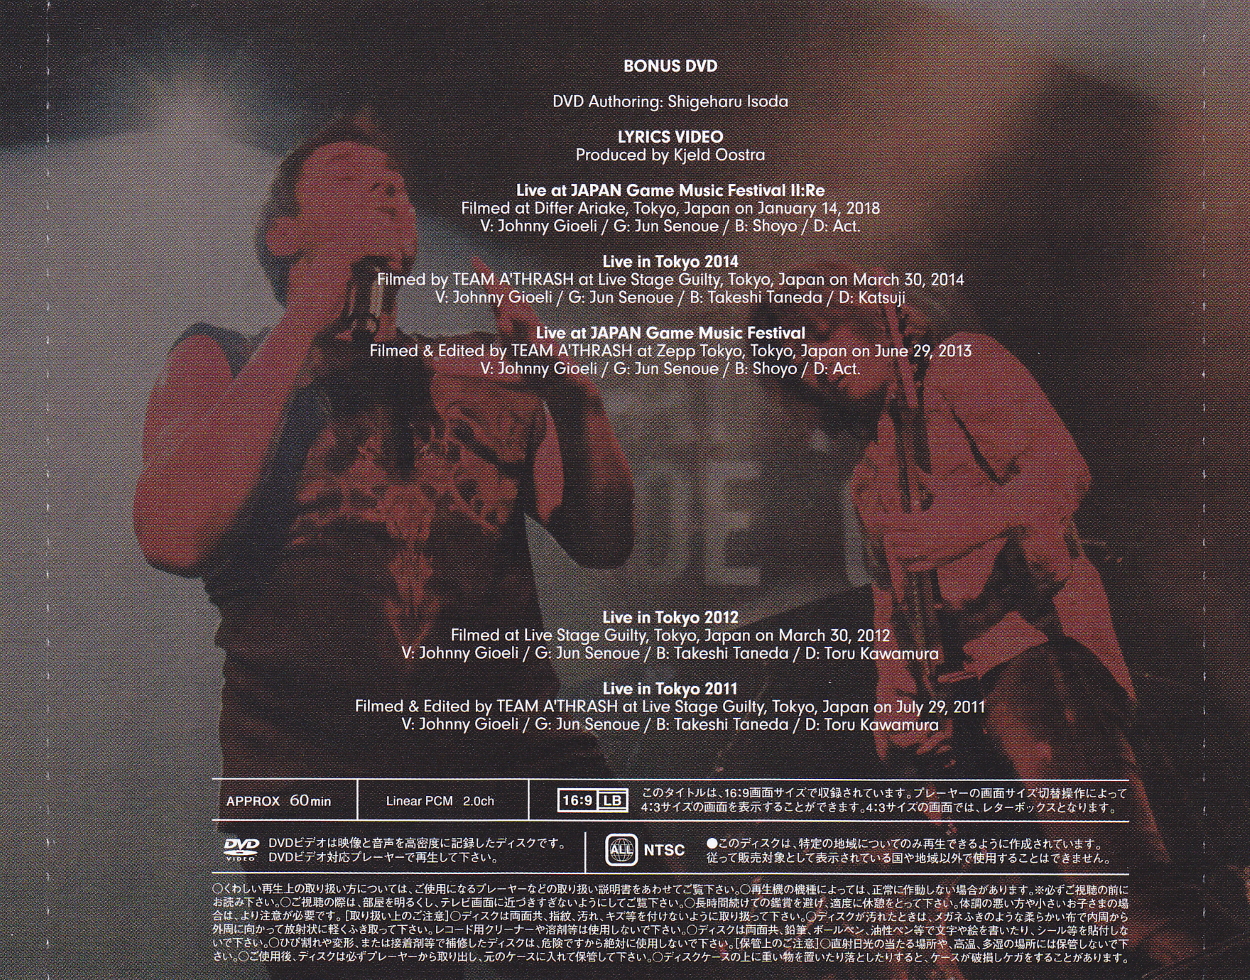 BONUS DVD
DVD Authoring: Shigeharu Isoda
LYRICS VIDEO
Produced by Kjeld Oostra
Live at JAPAN Game Music Festival II:Re
Filmed at Differ Ariake, Tokyo, Japan on January 14, 2018
V: Johnny Gioeli / G: Jun Senoue / B: Shoyo / D: Act.
Live in Tokyo 2014
Filmed by TEAM A'THRASH at Live Stage Guilty, Tokyo, Japan on March 30, 2014
V: Johnny Gioeli / G: Jun Senoue / B: Takeshi Taneda / D: Katsuji
Live at JAPAN Game Music Festival
Filmed & Edited by TEAM A'THRASH at Zepp Tokyo, Tokyo, Japan on June 29, 2013
V: Johnny Gioeli / G: Jun Senoue / B: Shoyo / D: Act.
DE
Live in Tokyo 2012
Filmed at Live Stage Guilty, Tokyo, Japan on March 30, 2012
V: Johnny Gioeli / G: Jun Senoue / B: Takeshi Taneda / D: Toru Kawamura
Live in Tokyo 2011
Filmed & Edited by TEAM A'THRASH at Live Stage Guilty, Tokyo, Japan on July 29, 2011
V: Johnny Gioeli / G: Jun Senoue / B: Takeshi Taneda / D: Toru Kawamura
APPROX 60min
Linear PCM 2.0ch
16:9 LB
このタイトルは、16:9画面サイズで収録されています。プレーヤーの画面サイズ切替操作によって
4:3サイズの画面を表示することができます。4:3サイズの画面では、レターボックスとなります。
DVD VIDEO
DVDビデオは映像と音声を高密度に記録したディスクです。
DVDビデオ対応プレーヤーで再生して下さい。
ALL NTSC
●このディスクは、特定の地域についてのみ再生できるように作成されています。
従って販売対象として表示されている国や地域以外で使用することはできません。
○くわしい再生上の取り扱い方については、ご使用になるプレーヤーなどの取り扱い説明書をあわせてご覧下さい。○再生機の機種によっては、正常に作動しない場合があります。※必ずご視聴の前に
お読み下さい。○ご視聴の際は、部屋を明るくし、テレビ画面に近づきすぎないようにしてご覧下さい。○長時間続けての鑑賞を避け、適度に休憩をとって下さい。体調の悪い方や小さいお子さまの場
合は、より注意が必要です。[取り扱い上のご注意]○ディスクは両面共、指紋、汚れ、キズ等を付けないように取り扱って下さい。○ディスクが汚れたときは、メガネふきのような柔らかい布で内周から
外周に向かって放射状に軽くふき取って下さい。レコード用クリーナーや溶剤等は使用しないで下さい。○ディスクは両面共、鉛筆、ボールペン、油性ペン等で文字や絵を書いたり、シール等を貼付しな
いで下さい。○ひび割れや変形、または接着剤等で補修したディスクは、危険ですから絶対に使用しないで下さい。[保管上のご注意]○直射日光の当たる場所や、高温、多湿の場所には保管しないで下
さい。○ご使用後、ディスクは必ずプレーヤーから取り出し、元のケースに入れて保管して下さい。○ディスクケースの上に重い物を置いたり落としたりすると、ケースが破損しケガをすることがあります。